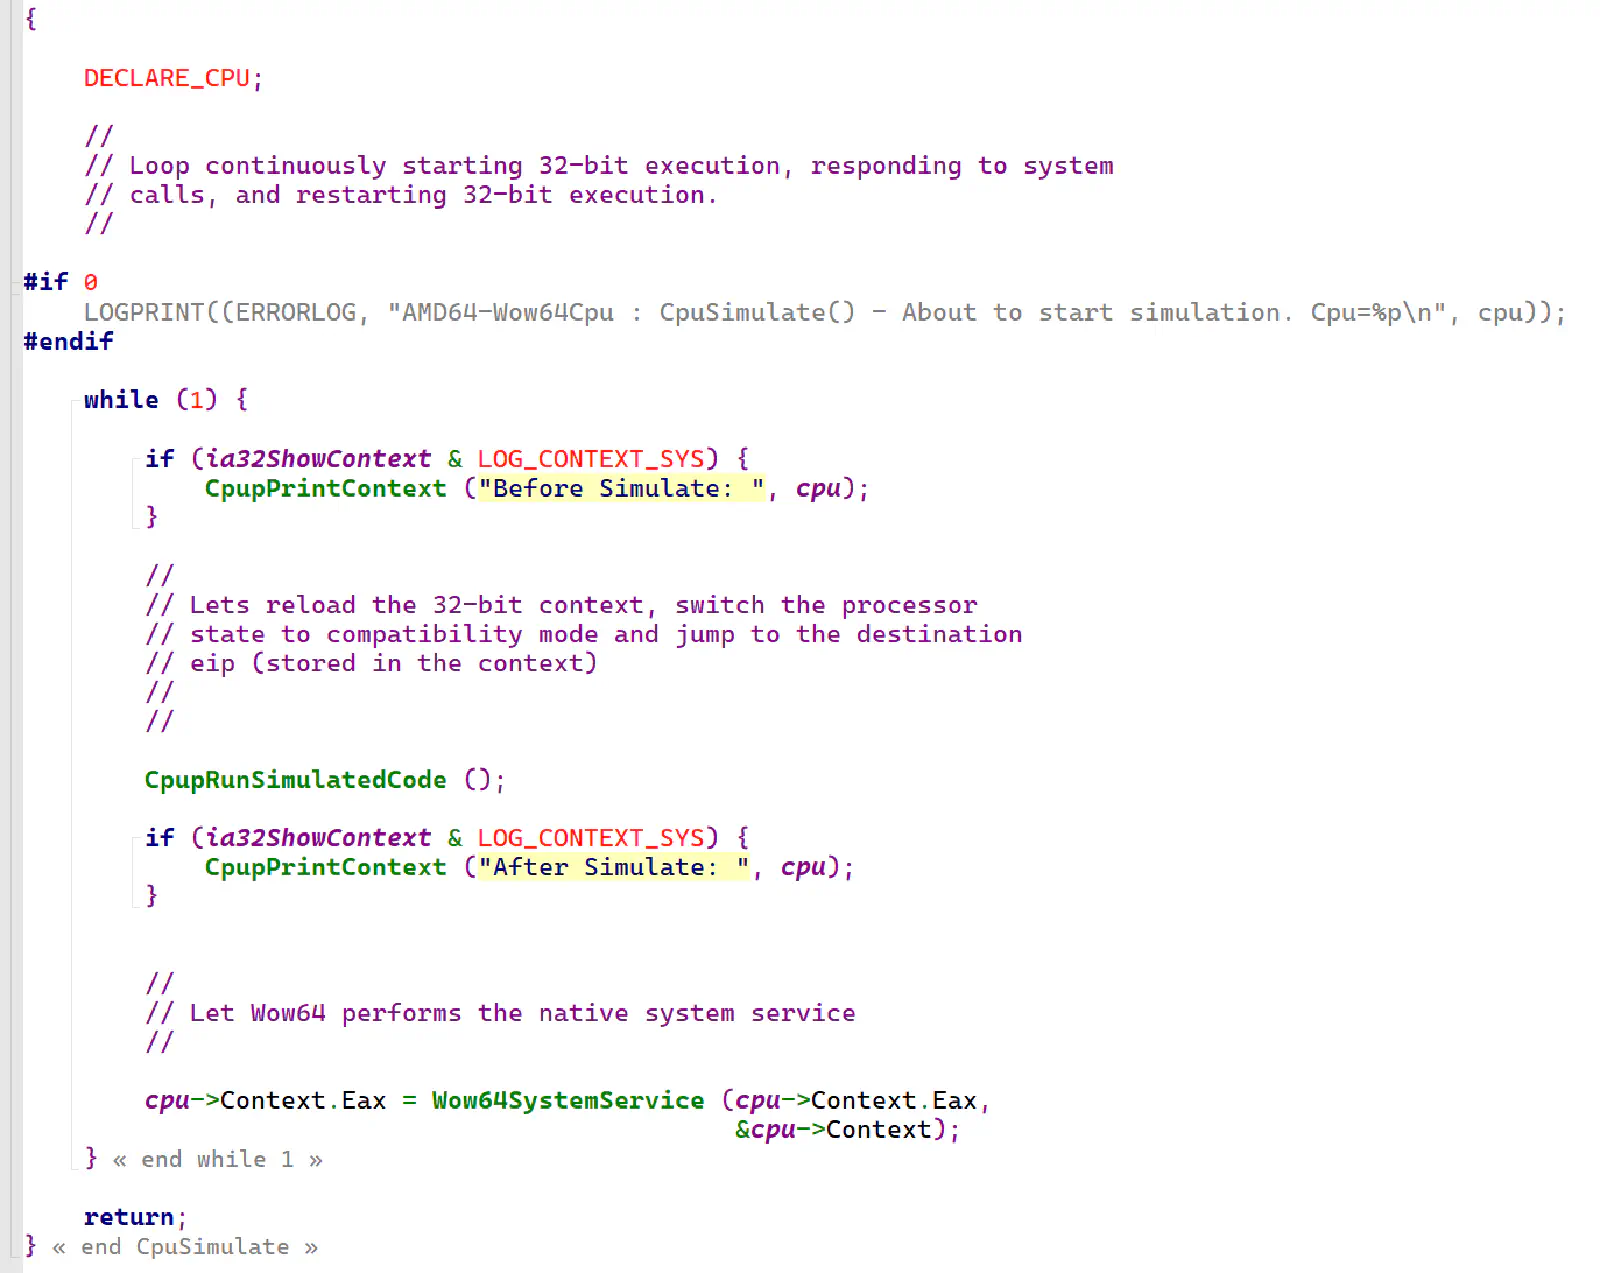 {
DECLARE_CPU;
//
// Loop continuously starting 32-bit execution, responding to system
// calls, and restarting 32-bit execution.
//
#if 0
LOGPRINT((ERRORLOG, "AMD64-Wow64Cpu : CpuSimulate() - About to start simulation. Cpu=%p\n", cpu));
#endif
while (1) {
if (ia32ShowContext & LOG_CONTEXT_SYS) {
CpupPrintContext ("Before Simulate: ", cpu);
}
//
// Lets reload the 32-bit context, switch the processor
// state to compatibility mode and jump to the destination
// eip (stored in the context)
//
//
CpupRunSimulatedCode ();
if (ia32ShowContext & LOG_CONTEXT_SYS) {
CpupPrintContext ("After Simulate: ", cpu);
}
//
// Let Wow64 performs the native system service
//
cpu->Context.Eax = Wow64SystemService (cpu->Context.Eax,
&cpu->Context);
} « end while 1 »
return;
} « end CpuSimulate »